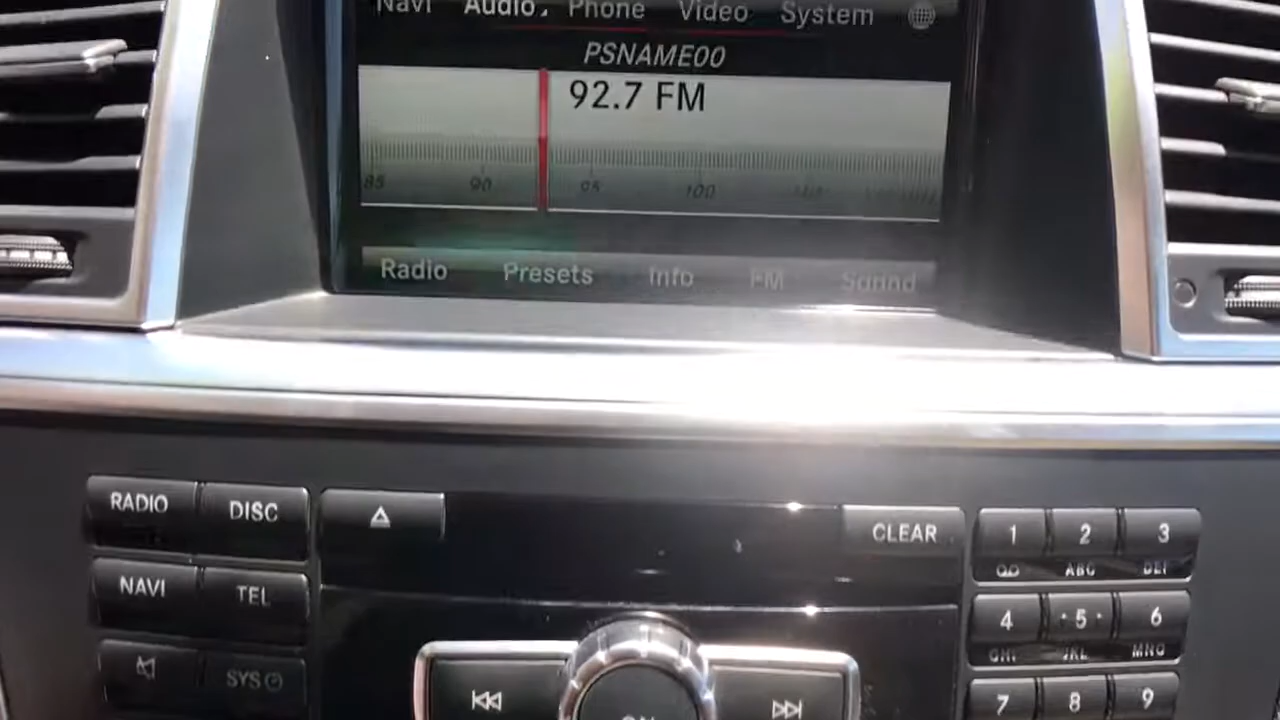 Navi Audio Phone Video System
PSNAME00
92.7 FM
85 90 95 100
Radio Presets Info FM Sound
RADIO DISC CLEAR 1 2 3
ABC DEF
NAVI TEL 4 5 6
GHI JKL MNO
SYS 7 8 9
ON